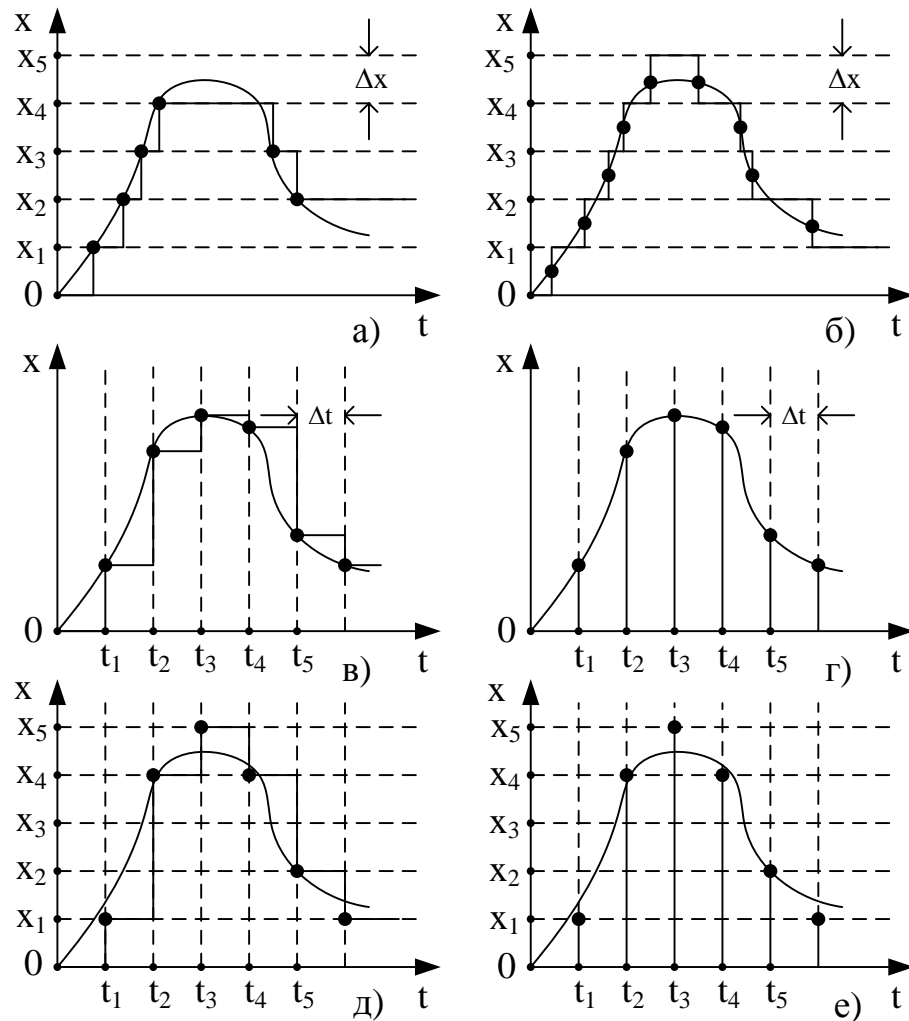 x x
x₅ x₅
Δx Δx
x₄ x₄
x₃ x₃
x₂ x₂
x₁ x₁
0 0
а) t б) t
x x
Δt Δt
0 0
t₁ t₂ t₃ t₄ t₅ t₁ t₂ t₃ t₄ t₅
в) t г) t
x x
x₅ x₅
x₄ x₄
x₃ x₃
x₂ x₂
x₁ x₁
0 0
t₁ t₂ t₃ t₄ t₅ t₁ t₂ t₃ t₄ t₅
д) t е) t